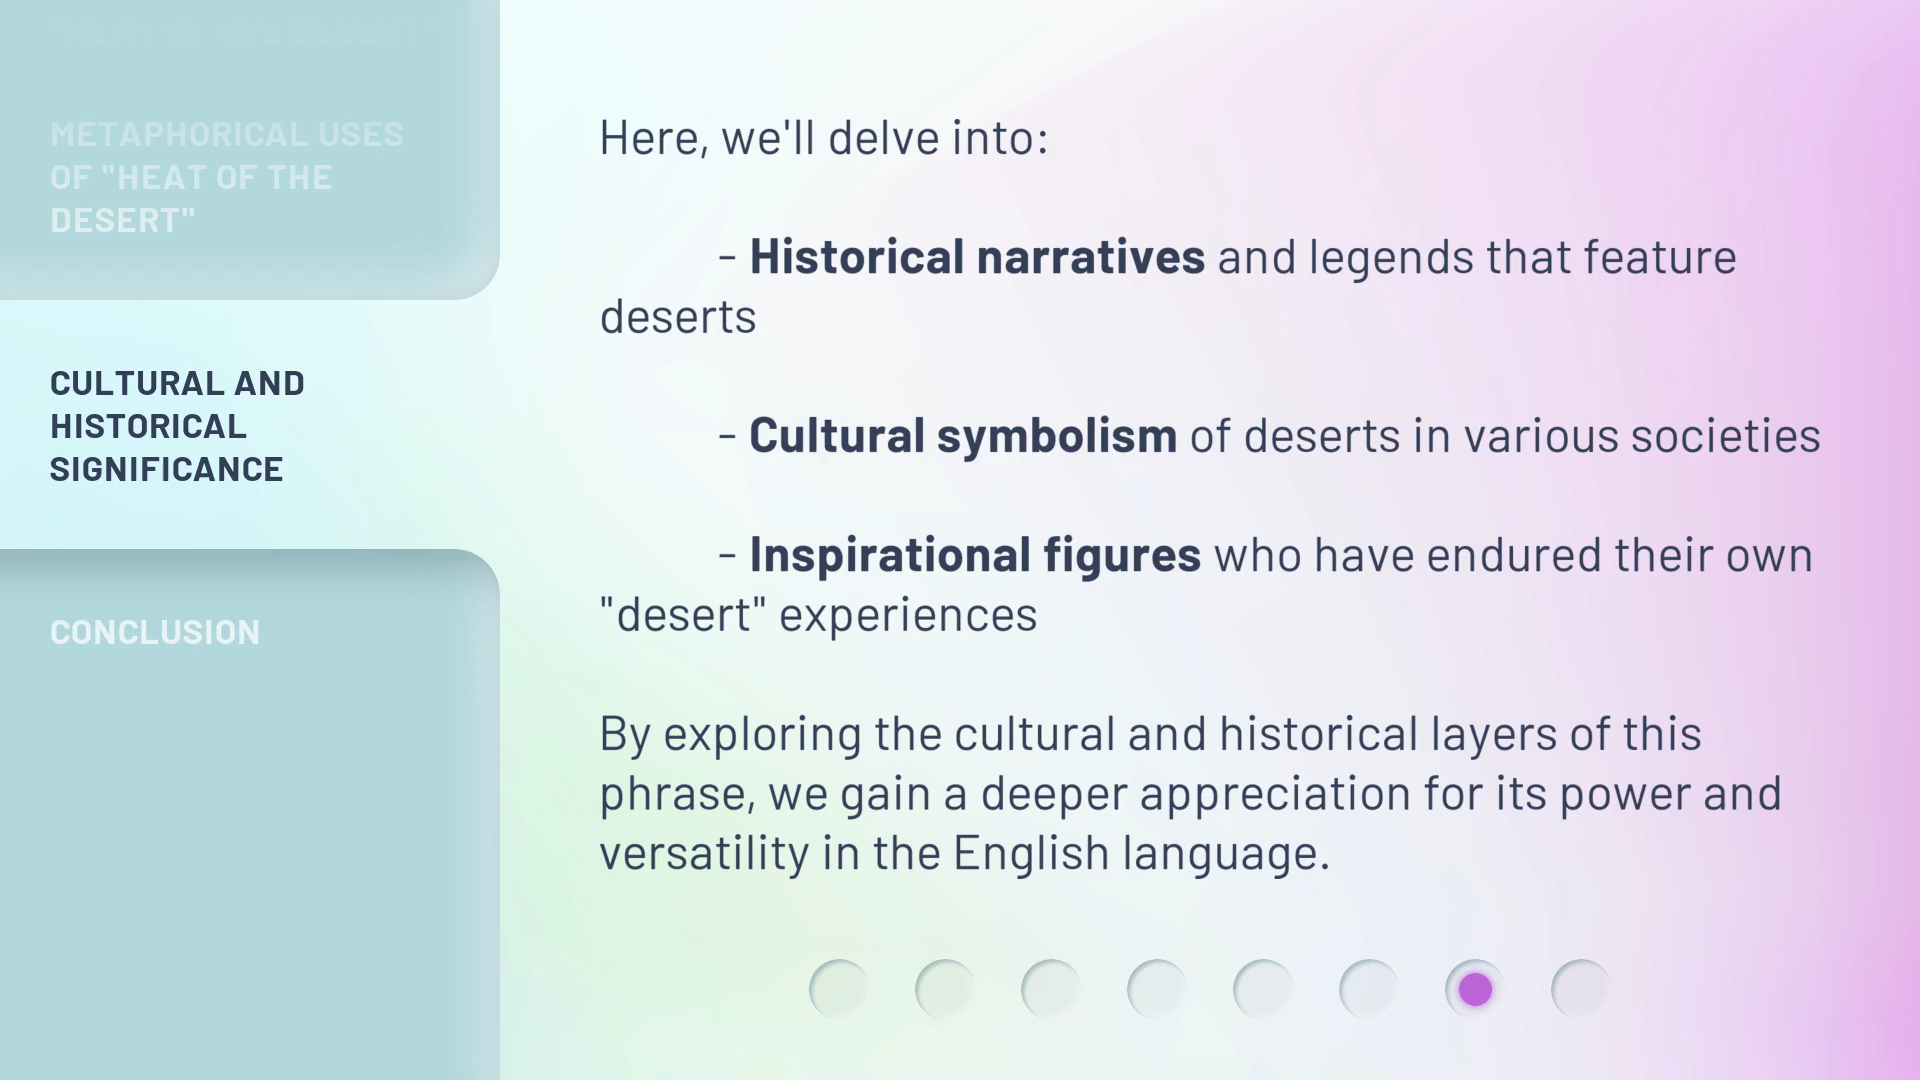 METAPHORICAL USES
OF "HEAT OF THE
DESERT"
CULTURAL AND
HISTORICAL
SIGNIFICANCE
CONCLUSION
Here, we'll delve into:
- Historical narratives and legends that feature
deserts
- Cultural symbolism of deserts in various societies
- Inspirational figures who have endured their own
"desert" experiences
By exploring the cultural and historical layers of this
phrase, we gain a deeper appreciation for its power and
versatility in the English language.